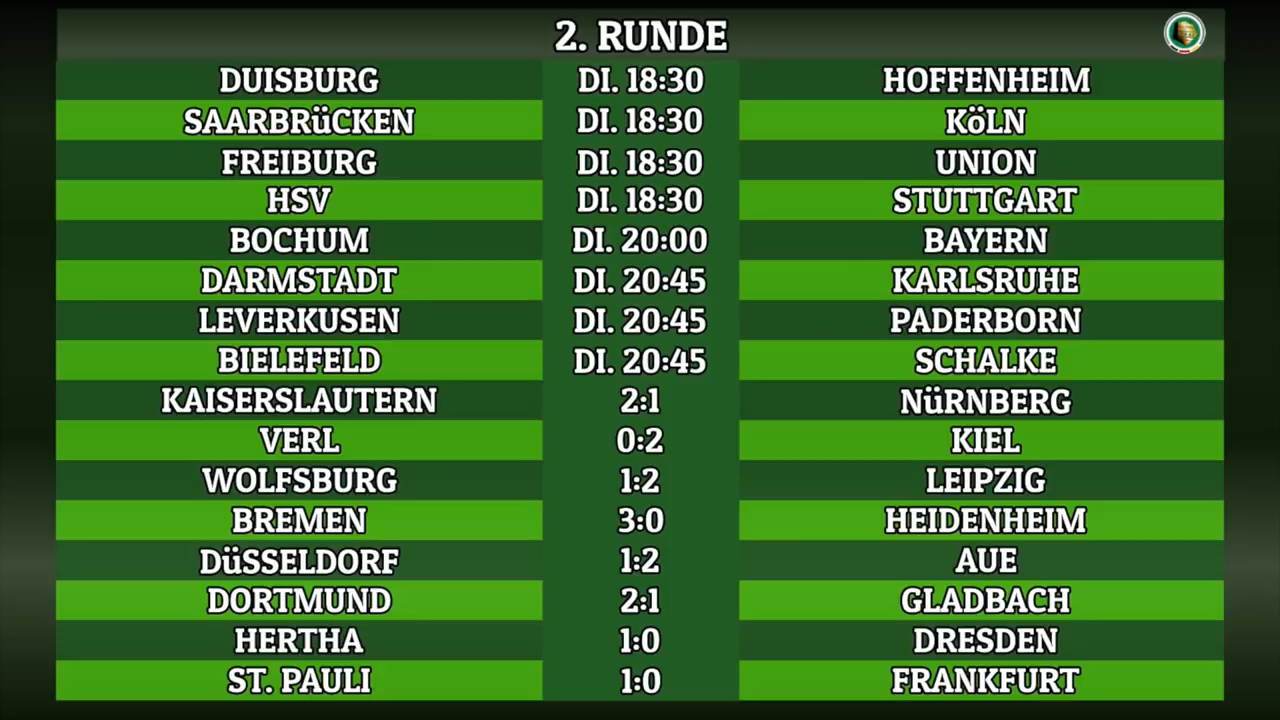 2. RUNDE
DUISBURG DI. 18:30 HOFFENHEIM
SAARBRüCKEN DI. 18:30 KöLN
FREIBURG DI. 18:30 UNION
HSV DI. 18:30 STUTTGART
BOCHUM DI. 20:00 BAYERN
DARMSTADT DI. 20:45 KARLSRUHE
LEVERKUSEN DI. 20:45 PADERBORN
BIELEFELD DI. 20:45 SCHALKE
KAISERSLAUTERN 2:1 NüRNBERG
VERL 0:2 KIEL
WOLFSBURG 1:2 LEIPZIG
BREMEN 3:0 HEIDENHEIM
DüSSELDORF 1:2 AUE
DORTMUND 2:1 GLADBACH
HERTHA 1:0 DRESDEN
ST. PAULI 1:0 FRANKFURT